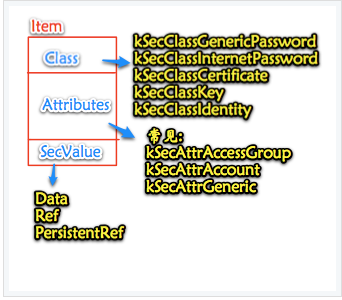 Item
Class
kSecClassGenericPassword
kSecClassInternetPassword
kSecClassCertificate
kSecClassKey
kSecClassIdentity
Attributes
常见:
kSecAttrAccessGroup
kSecAttrAccount
kSecAttrGeneric
SecValue
Data
Ref
PersistentRef